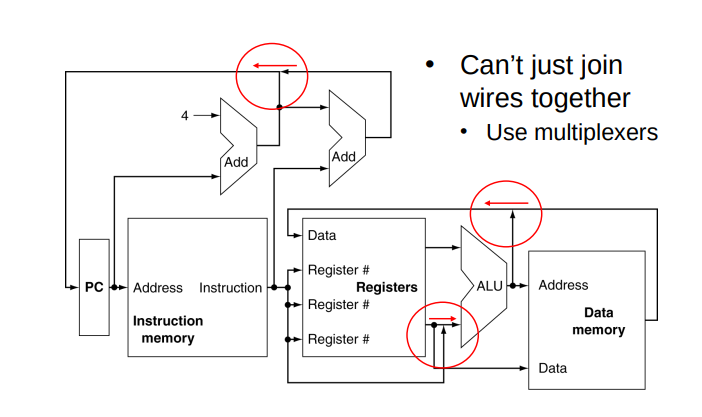 • Can’t just join
wires together
• Use multiplexers
4
Add
Add
PC
Address
Instruction
Instruction
memory
Data
Register #
Registers
Register #
Register #
ALU
Address
Data
memory
Data